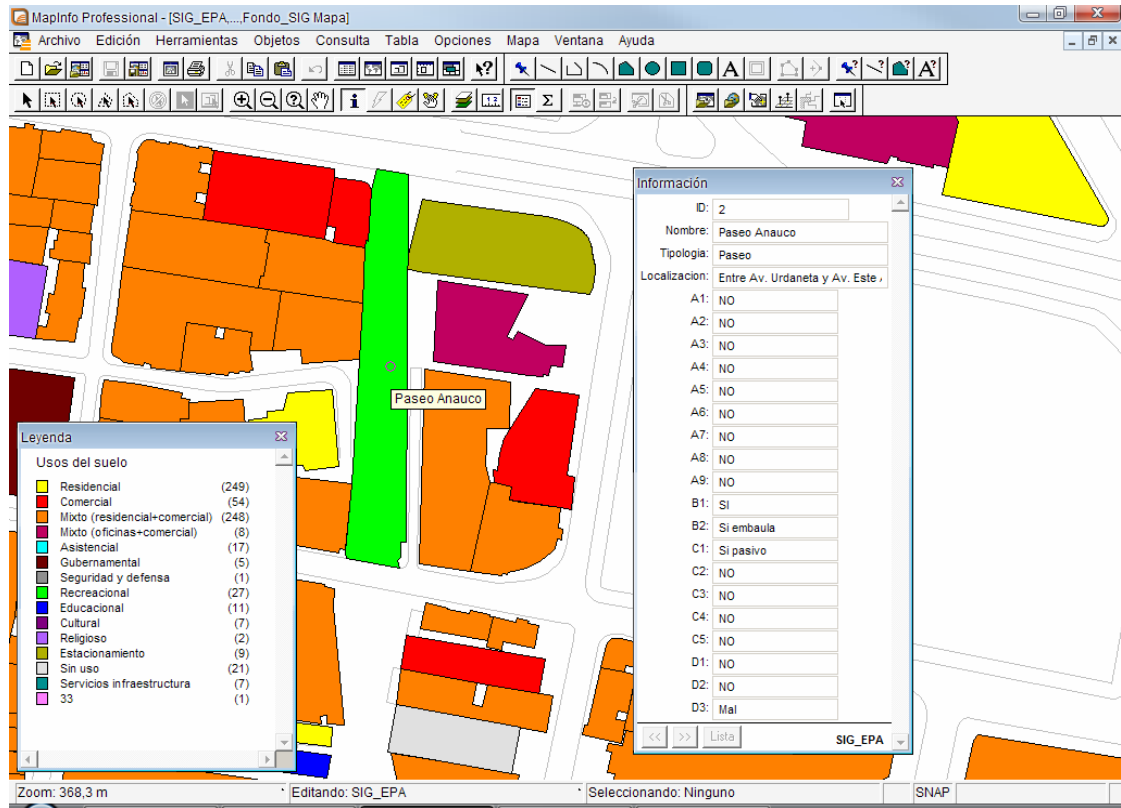 MapInfo Professional - [SIG_EPA,...,Fondo_SIG Mapa]
Archivo Edición Herramientas Objetos Consulta Tabla Opciones Mapa Ventana Ayuda
Información
ID: 2
Nombre: Paseo Anauco
Tipologia: Paseo
Localizacion: Entre Av. Urdaneta y Av. Este
A1: NO
A2: NO
A3: NO
A4: NO
A5: NO
A6: NO
A7: NO
A8: NO
A9: NO
B1: SI
B2: Si embaula
C1: Si pasivo
C2: NO
C3: NO
C4: NO
C5: NO
D1: NO
D2: NO
D3: Mal
<< >> Lista SIG_EPA
Paseo Anauco
Leyenda
Usos del suelo
Residencial (249)
Comercial (54)
Mixto (residencial+comercial) (248)
Mixto (oficinas+comercial) (8)
Asistencial (17)
Gubernamental (5)
Seguridad y defensa (1)
Recreacional (27)
Educacional (11)
Cultural (7)
Religioso (2)
Estacionamiento (9)
Sin uso (21)
Servicios infraestructura (7)
33 (1)
Zoom: 368,3 m Editando: SIG_EPA Seleccionando: Ninguno SNAP